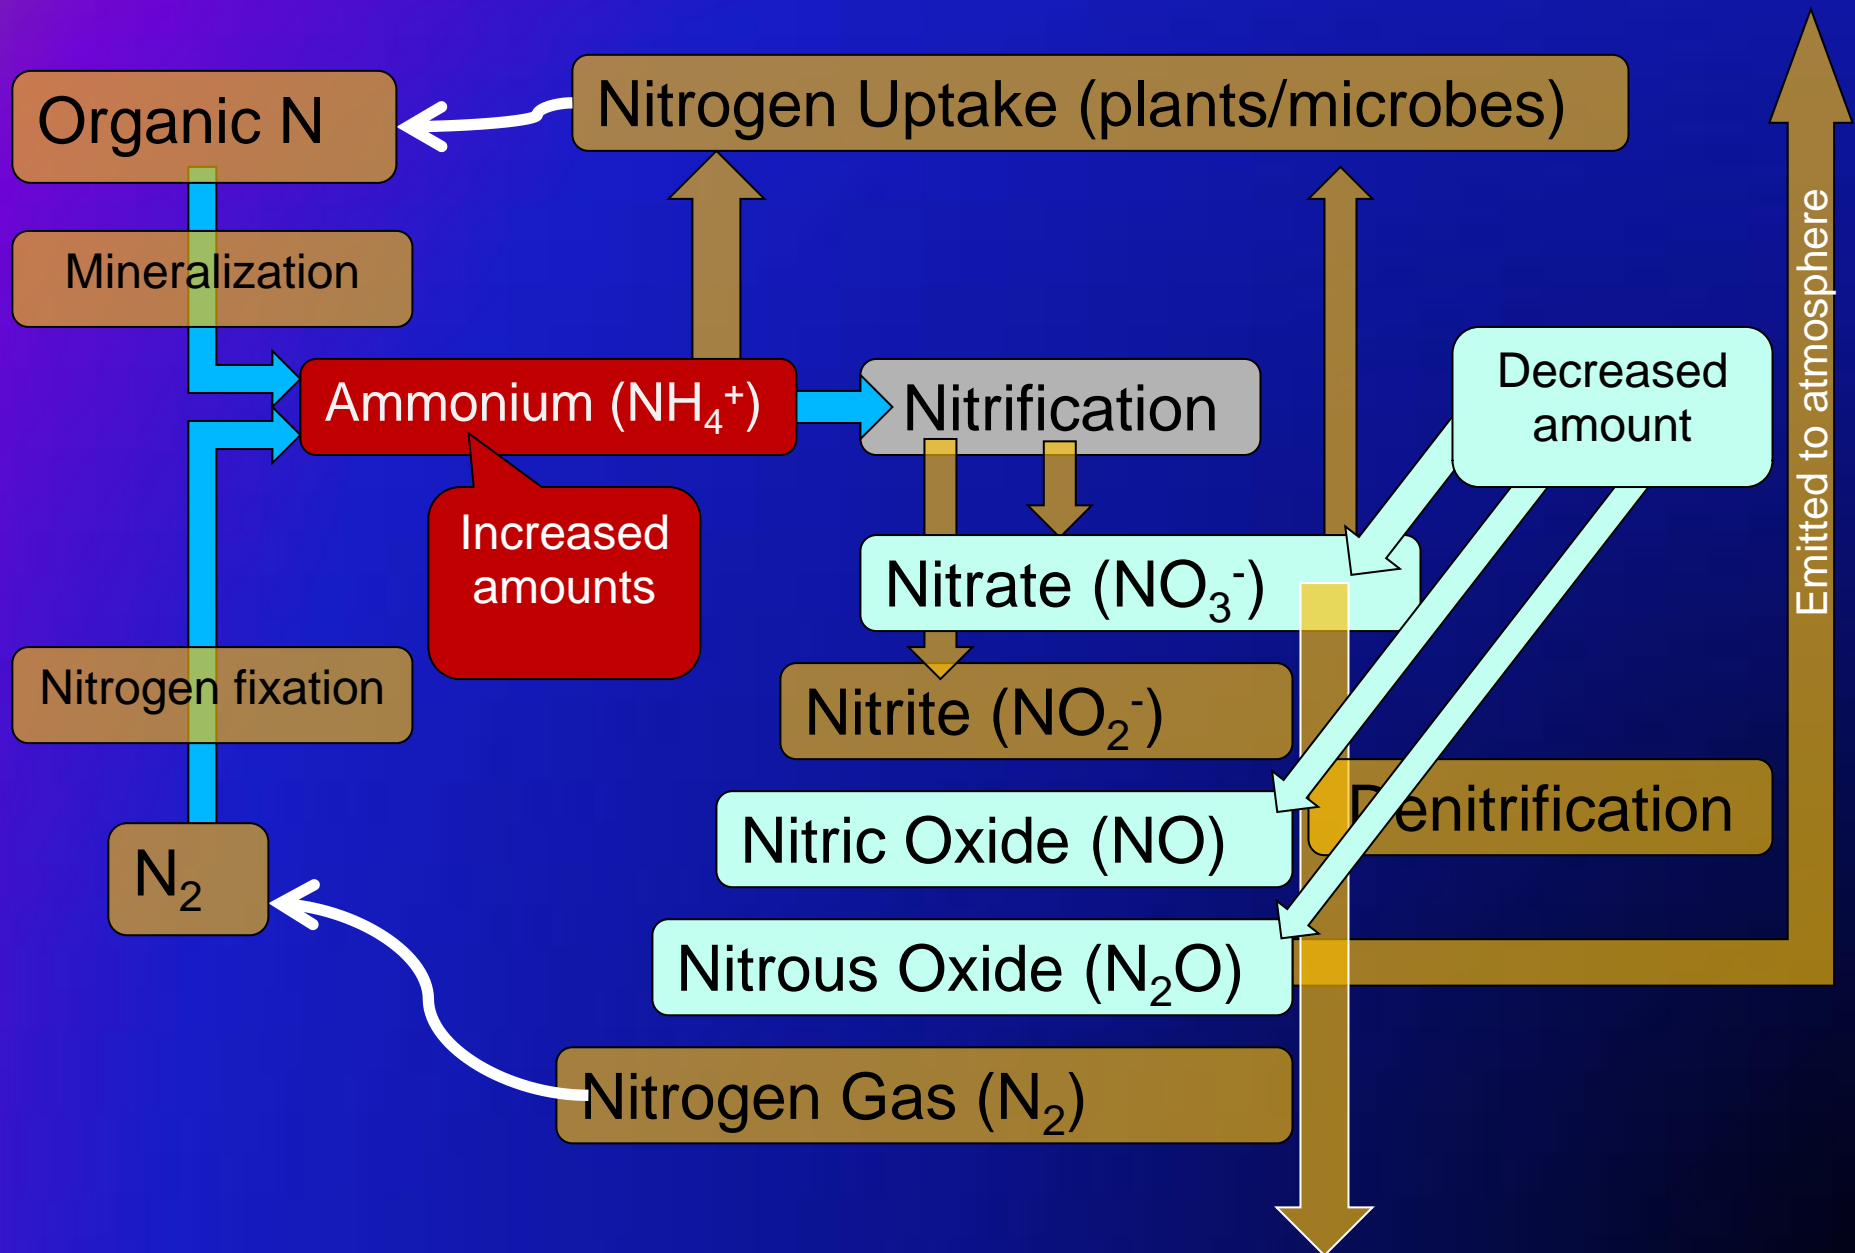 Organic N
Nitrogen Uptake (plants/microbes)
Mineralization
Emitted to atmosphere
Ammonium (NH₄⁺)
Nitrification
Decreased
amount
Increased
amounts
Nitrate (NO₃⁻)
Nitrogen fixation
Nitrite (NO₂⁻)
Denitrification
Nitric Oxide (NO)
N₂
Nitrous Oxide (N₂O)
Nitrogen Gas (N₂)